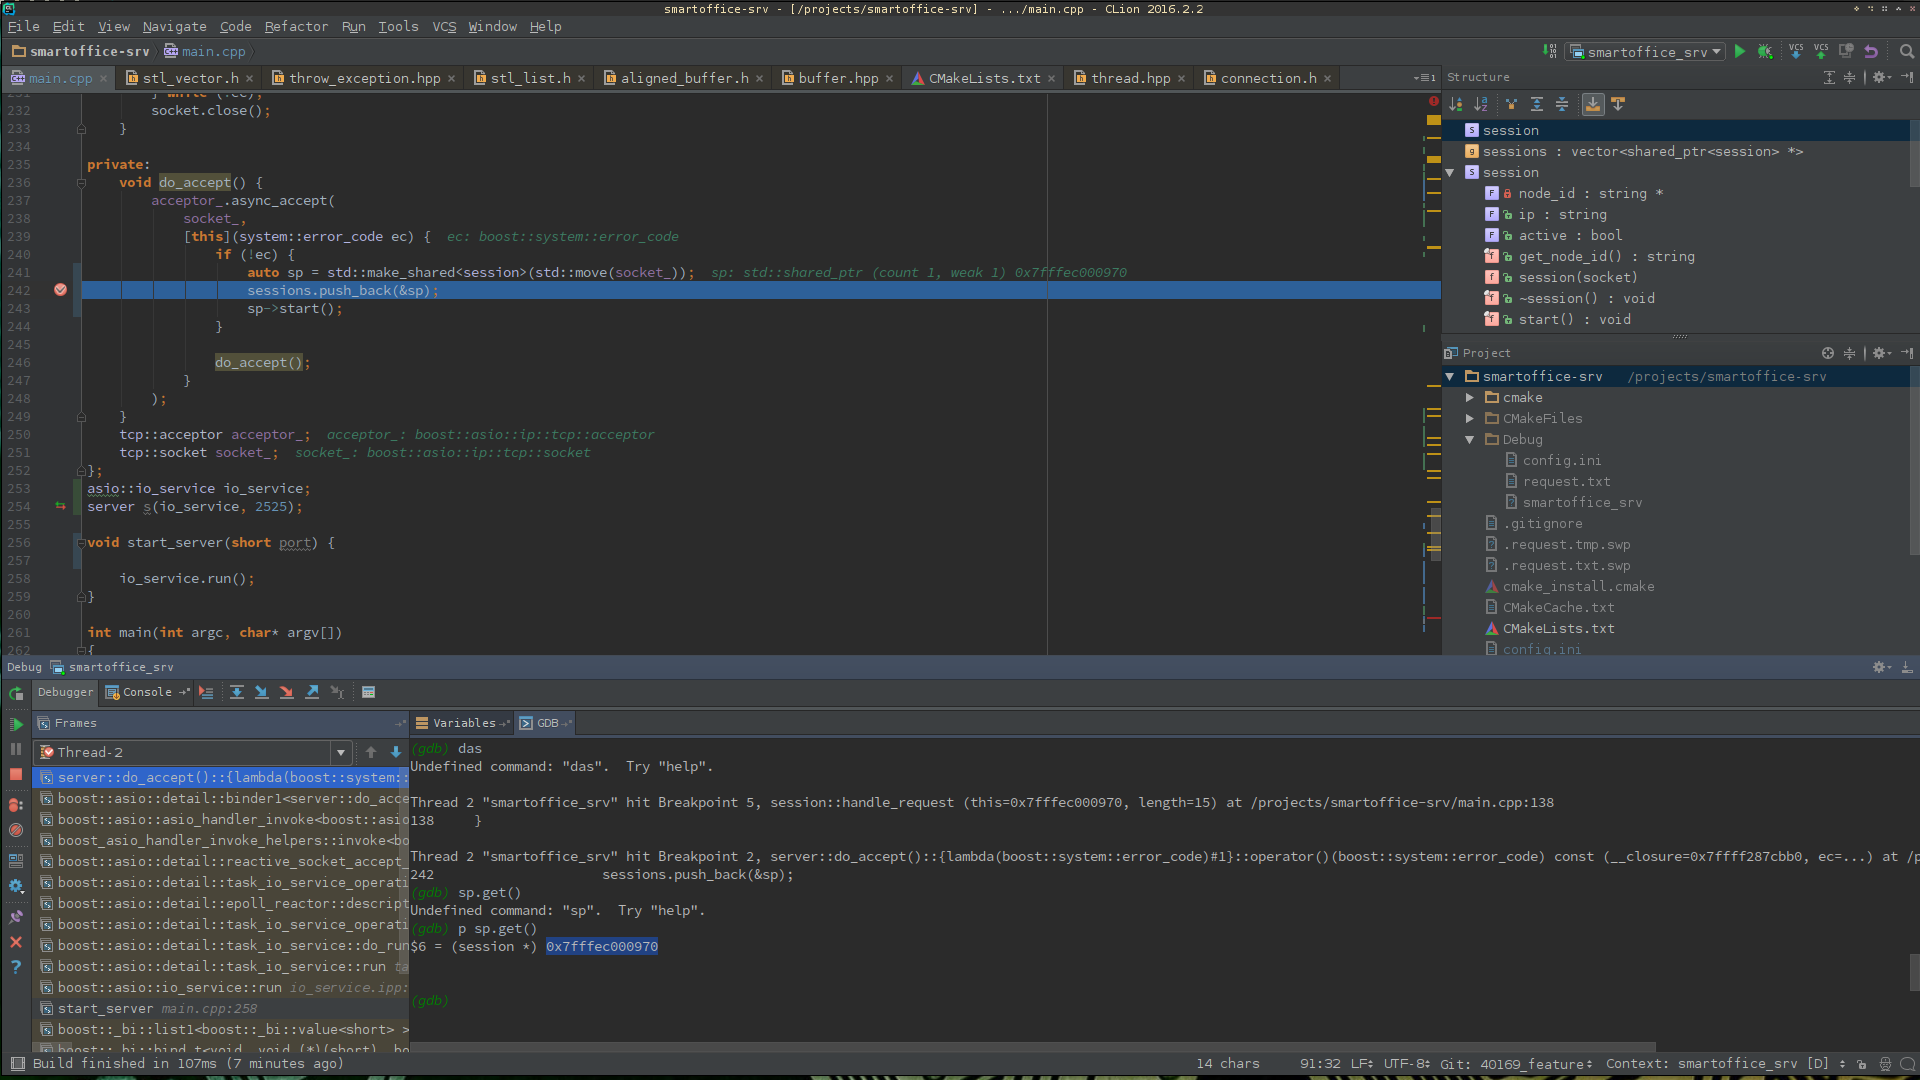 smartoffice-srv - [/projects/smartoffice-srv] - .../main.cpp - CLion 2016.2.2
File Edit View Navigate Code Refactor Run Tools VCS Window Help
smartoffice-srv main.cpp
smartoffice_srv
main.cpp stl_vector.h throw_exception.hpp stl_list.h aligned_buffer.h buffer.hpp CMakeLists.txt thread.hpp connection.h
231 } while (!ec);
232 socket.close();
233 }
234
235 private:
236 void do_accept() {
237 acceptor_.async_accept(
238 socket_,
239 [this](system::error_code ec) { ec: boost::system::error_code
240 if (!ec) {
241 auto sp = std::make_shared<session>(std::move(socket_)); sp: std::shared_ptr (count 1, weak 1) 0x7fffec000970
242 sessions.push_back(&sp);
243 sp->start();
244 }
245
246 do_accept();
247 }
248 );
249 }
250 tcp::acceptor acceptor_; acceptor_: boost::asio::ip::tcp::acceptor
251 tcp::socket socket_; socket_: boost::asio::ip::tcp::socket
252 };
253 asio::io_service io_service;
254 server s(io_service, 2525);
255
256 void start_server(short port) {
257
258 io_service.run();
259 }
260
261 int main(int argc, char* argv[])
262 {
Structure
session
sessions : vector<shared_ptr<session> *>
session
node_id : string *
ip : string
active : bool
get_node_id() : string
session(socket)
~session() : void
start() : void
Project
smartoffice-srv /projects/smartoffice-srv
cmake
CMakeFiles
Debug
config.ini
request.txt
smartoffice_srv
.gitignore
.request.tmp.swp
.request.txt.swp
cmake_install.cmake
CMakeCache.txt
CMakeLists.txt
config.ini
Debug smartoffice_srv
Debugger Console
Frames
Thread-2
server::do_accept()::{lambda(boost::system::
boost::asio::detail::binder1<server::do_acce
boost::asio::asio_handler_invoke<boost::asio
boost_asio_handler_invoke_helpers::invoke<bo
boost::asio::detail::reactive_socket_accept_
boost::asio::detail::task_io_service_operati
boost::asio::detail::epoll_reactor::descript
boost::asio::detail::task_io_service_operati
boost::asio::detail::task_io_service::do_run
boost::asio::detail::task_io_service::run ta
boost::asio::io_service::run io_service.ipp:
start_server main.cpp:258
boost::_bi::list1<boost::_bi::value<short> >
boost::_bi::bind_t<void, void (*)(short), bo
Variables GDB
(gdb) das
Undefined command: "das". Try "help".
Thread 2 "smartoffice_srv" hit Breakpoint 5, session::handle_request (this=0x7fffec000970, length=15) at /projects/smartoffice-srv/main.cpp:138
138 }
Thread 2 "smartoffice_srv" hit Breakpoint 2, server::do_accept()::{lambda(boost::system::error_code)#1}::operator()(boost::system::error_code) const (__closure=0x7ffff287cbb0, ec=...) at /p
242 sessions.push_back(&sp);
(gdb) sp.get()
Undefined command: "sp". Try "help".
(gdb) p sp.get()
$6 = (session *) 0x7fffec000970
(gdb)
Build finished in 107ms (7 minutes ago) 14 chars 91:32 LF UTF-8 Git: 40169_feature Context: smartoffice_srv [D]